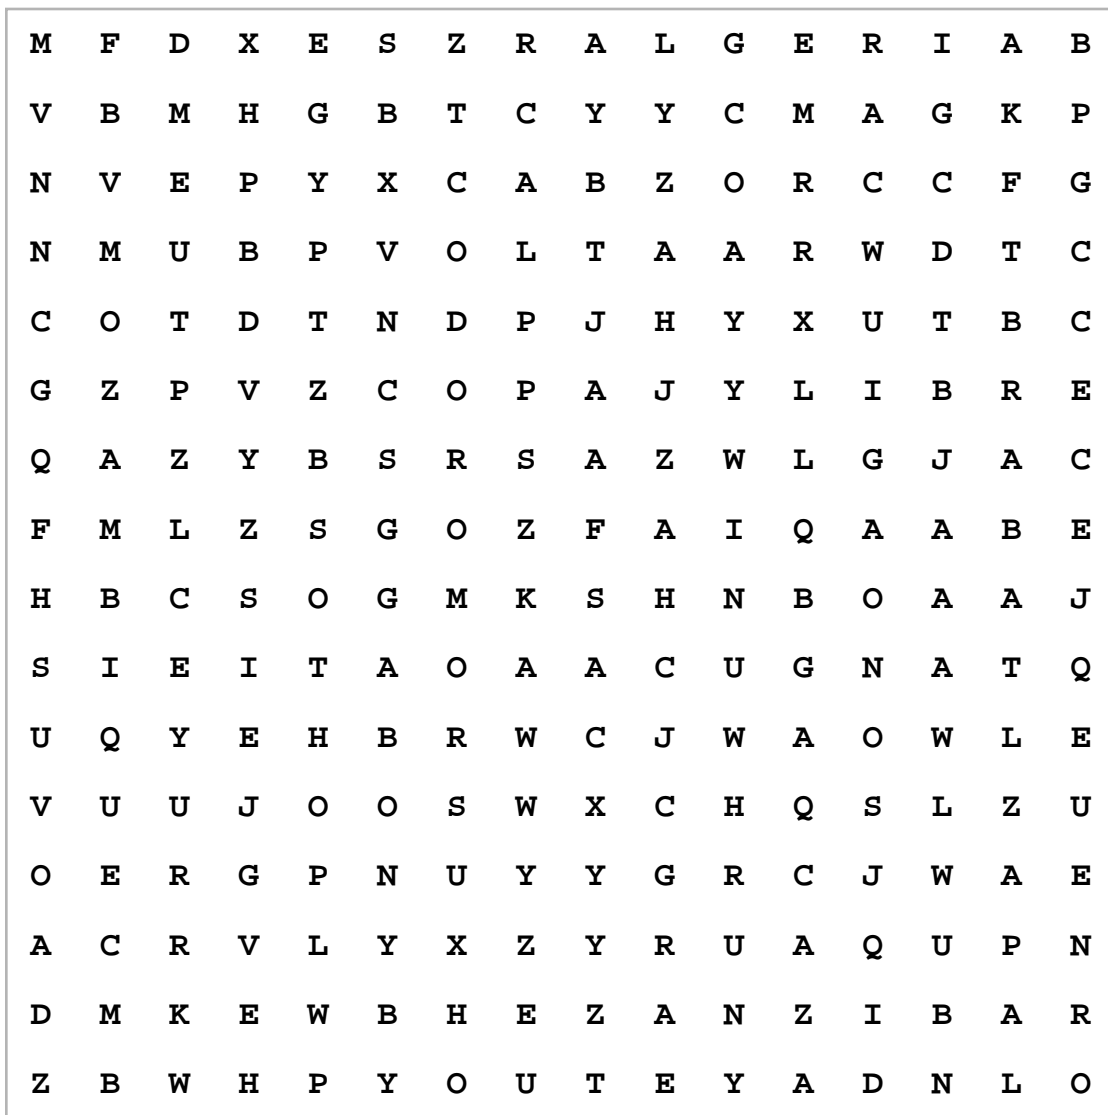 M F D X E S Z R A L G E R I A B
V B M H G B T C Y Y C M A G K P
N V E P Y X C A B Z O R C C F G
N M U B P V O L T A A R W D T C
C O T D T N D P J H Y X U T B C
G Z P V Z C O P A J Y L I B R E
Q A Z Y B S R S A Z W L G J A C
F M L Z S G O Z F A I Q A A B E
H B C S O G M K S H N B O A A J
S I E I T A O A A C U G N A T Q
U Q Y E H B R W C J W A O W L E
V U U J O O S W X C H Q S L Z U
O E R G P N U Y Y G R C J W A E
A C R V L Y X Z Y R U A Q U P N
D M K E W B H E Z A N Z I B A R
Z B W H P Y O U T E Y A D N L O